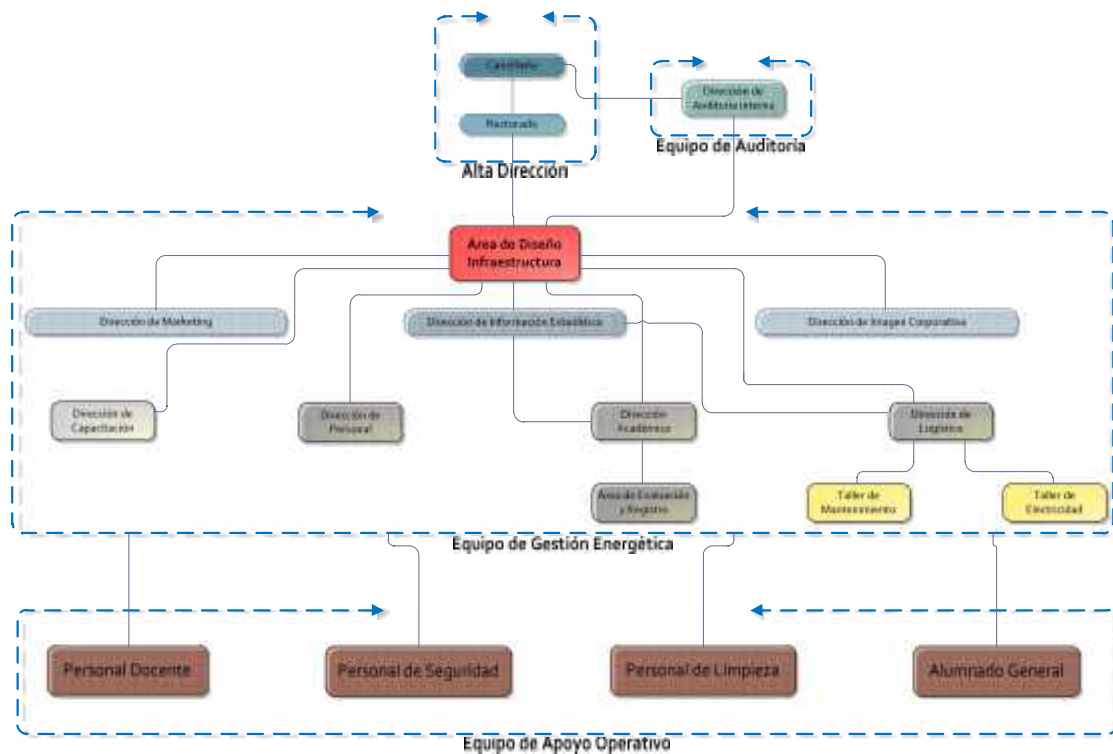 Cancillería
Dirección de
Auditoria interna
Rectorado
Equipo de Auditoría
Alta Dirección
Area de Diseño
Infraestructura
Dirección de Marketing
Dirección de Información Estadística
Dirección de Imagen Corporativa
Dirección de
Capacitación
Dirección de
Personal
Dirección
Académica
Dirección de
Logística
Área de Evaluación
y Registro
Taller de
Mantenimiento
Taller de
Electricidad
Equipo de Gestión Energética
Personal Docente
Personal de Seguridad
Personal de Limpieza
Alumnado General
Equipo de Apoyo Operativo